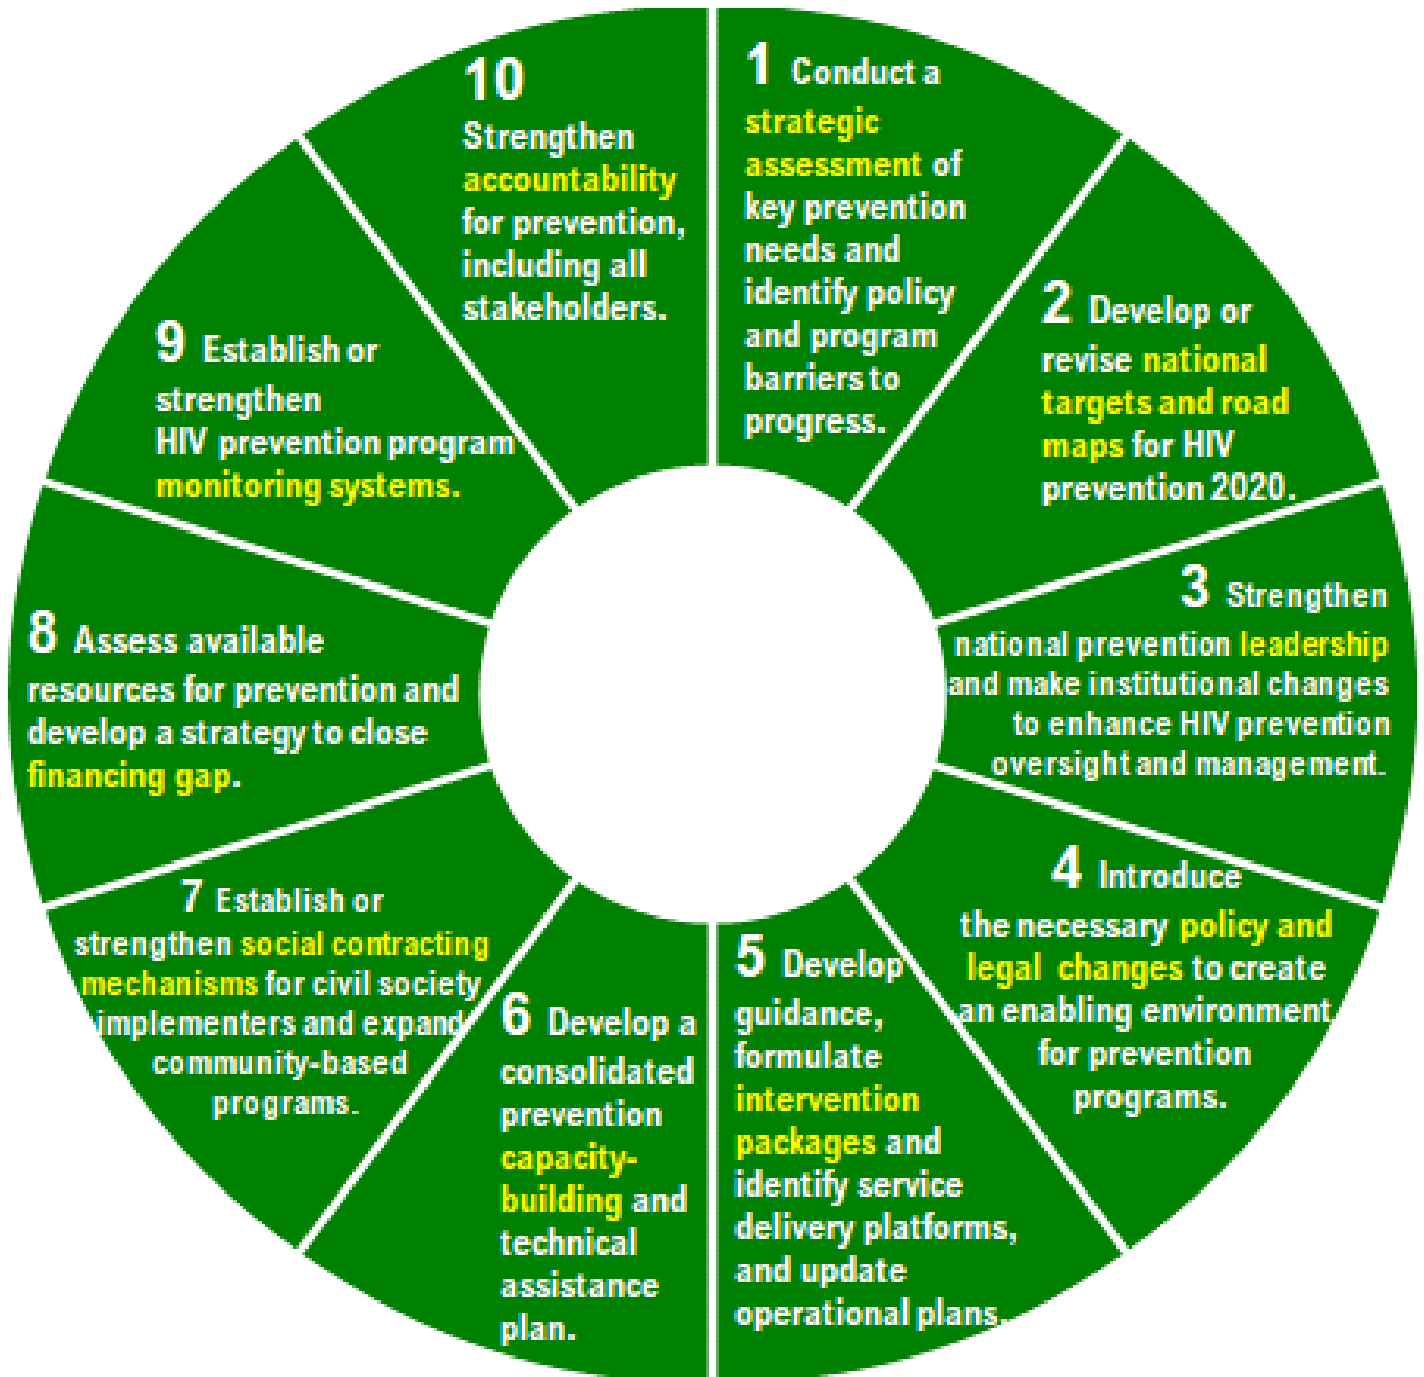 1 Conduct a
strategic
assessment of
key prevention
needs and
identify policy
and program
barriers to
progress.
2 Develop or
revise national
targets and road
maps for HIV
prevention 2020.
3 Strengthen
national prevention leadership
and make institutional changes
to enhance HIV prevention
oversight and management.
4 Introduce
the necessary policy and
legal changes to create
an enabling environment
for prevention
programs.
5 Develop
guidance,
formulate
intervention
packages and
identify service
delivery platforms,
and update
operational plans.
6 Develop a
consolidated
prevention
capacity-
building and
technical
assistance
plan.
7 Establish or
strengthen social contracting
mechanisms for civil society
implementers and expand
community-based
programs.
8 Assess available
resources for prevention and
develop a strategy to close
financing gap.
9 Establish or
strengthen
HIV prevention program
monitoring systems.
10
Strengthen
accountability
for prevention,
including all
stakeholders.